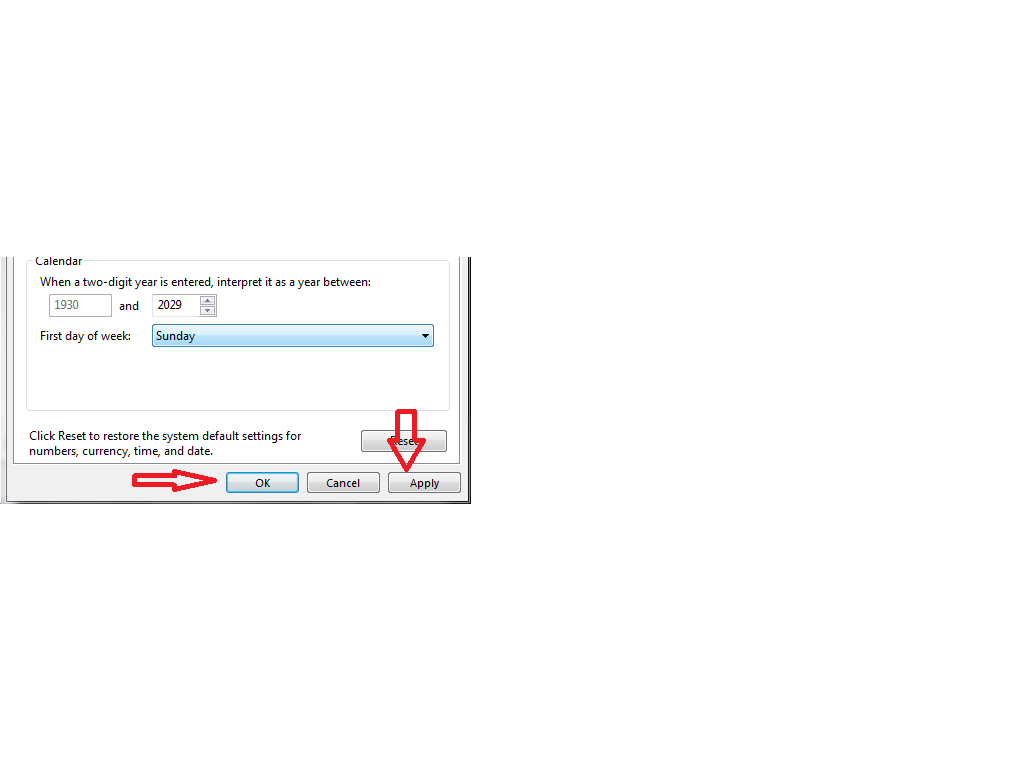 Calendar
When a two-digit year is entered, interpret it as a year between:
1930 and 2029
First day of week: Sunday
Click Reset to restore the system default settings for
numbers, currency, time, and date.
Reset
OK Cancel Apply